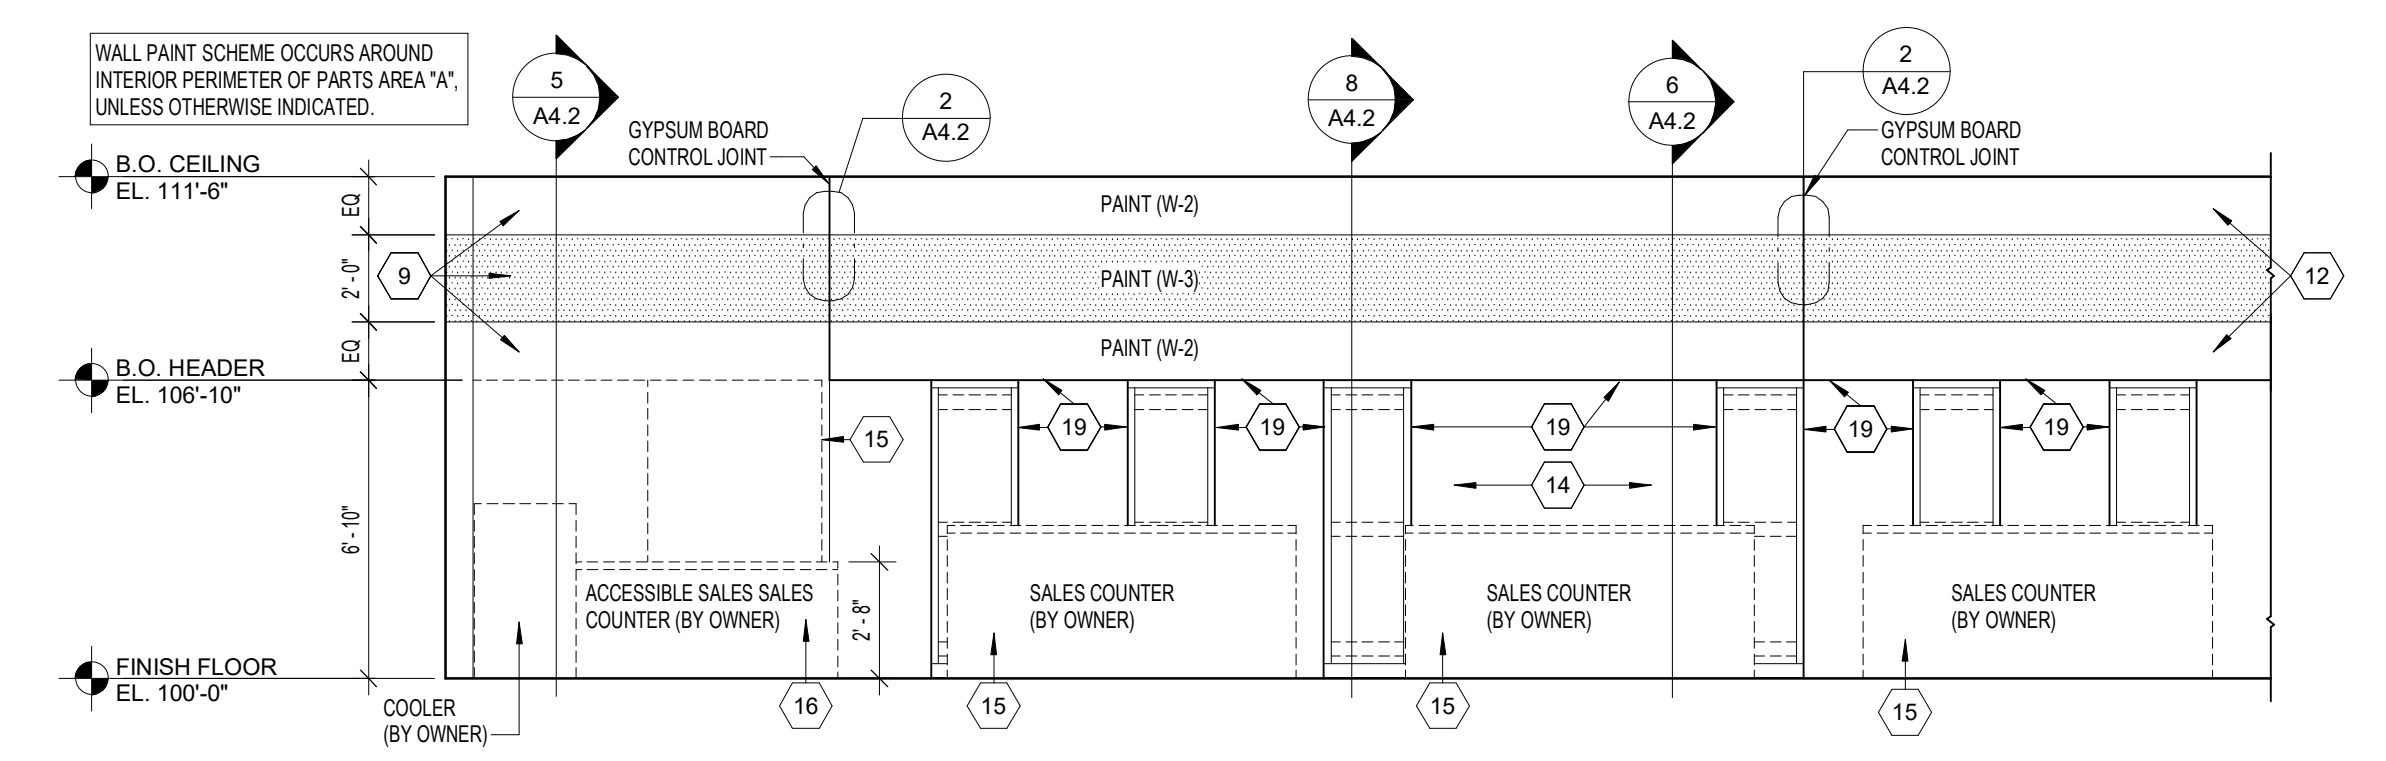 WALL PAINT SCHEME OCCURS AROUND
INTERIOR PERIMETER OF PARTS AREA "A",
UNLESS OTHERWISE INDICATED.
5
A4.2
2
A4.2
8
A4.2
6
A4.2
2
A4.2
GYPSUM BOARD
CONTROL JOINT
GYPSUM BOARD
CONTROL JOINT
B.O. CEILING
EL. 111'-6"
EQ
PAINT (W-2)
9
2' - 0"
PAINT (W-3)
12
EQ
PAINT (W-2)
B.O. HEADER
EL. 106'-10"
15
19
19
19
19
19
14
6' - 10"
ACCESSIBLE SALES SALES
COUNTER (BY OWNER)
2' - 8"
SALES COUNTER
(BY OWNER)
SALES COUNTER
(BY OWNER)
SALES COUNTER
(BY OWNER)
FINISH FLOOR
EL. 100'-0"
COOLER
(BY OWNER)
16
15
15
15